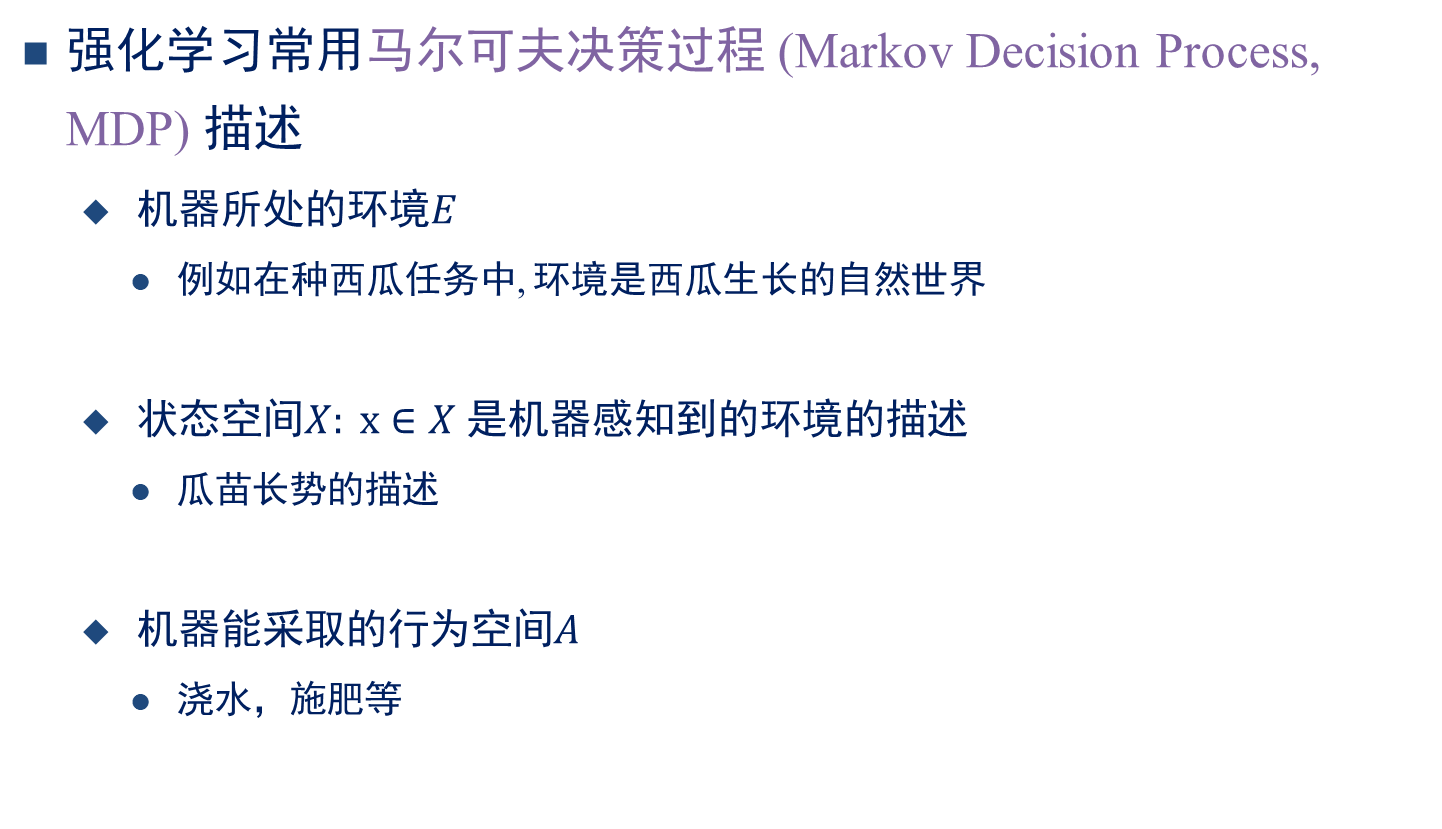 强化学习常用马尔可夫决策过程 (Markov Decision Process,
MDP) 描述
机器所处的环境E
例如在种西瓜任务中, 环境是西瓜生长的自然世界
状态空间X: x ∈ X 是机器感知到的环境的描述
瓜苗长势的描述
机器能采取的行为空间A
浇水，施肥等